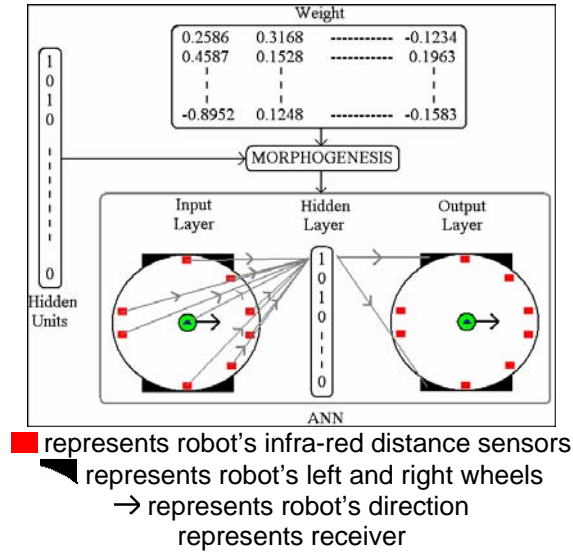 Weight
0.2586 0.3168 ----------- -0.1234
0.4587 0.1528 ----------- 0.1963
-0.8952 0.1248 ----------- -0.1583
1
0
1
0
0
Hidden
Units
MORPHOGENESIS
Input
Layer
Hidden
Layer
Output
Layer
1
0
1
0
0
ANN
represents robot's infra-red distance sensors
represents robot's left and right wheels
→ represents robot's direction
represents receiver